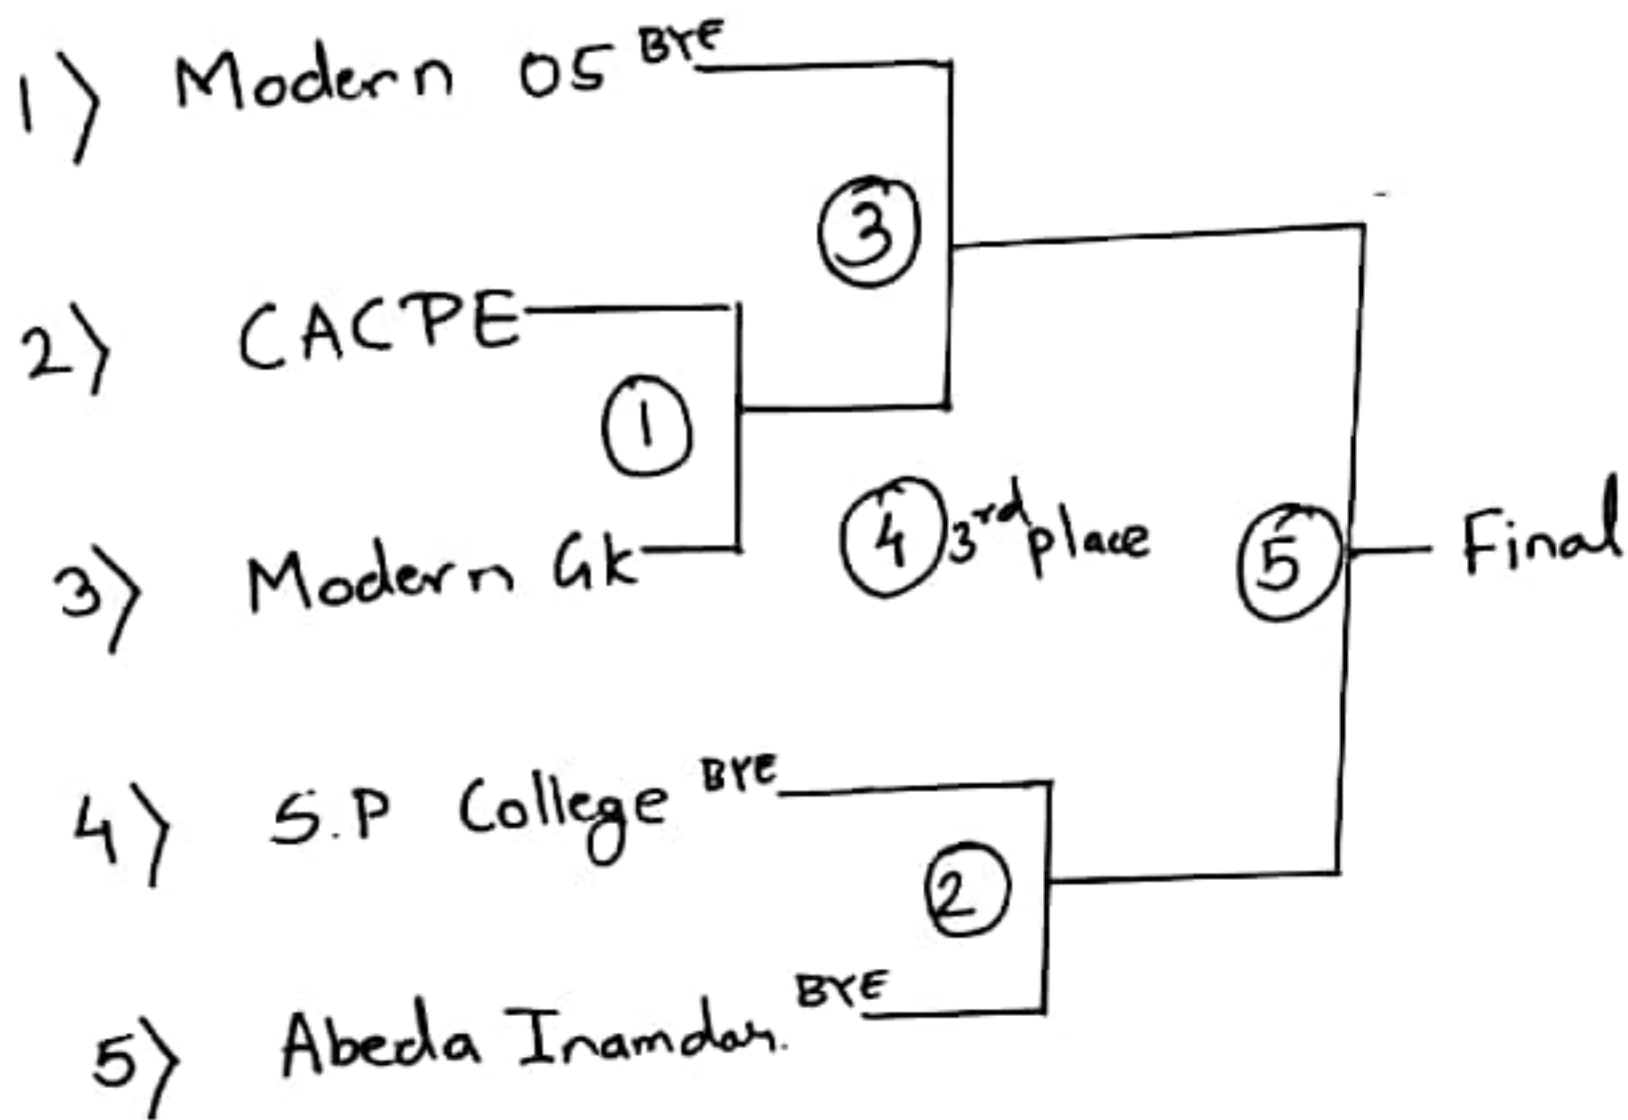 1) Modern 05 BYE
3
2) CACPE
1
4 3rd place
5 Final
3) Modern Gk
4) S.P College BYE
2
5) Abeda Inamdar. BYE